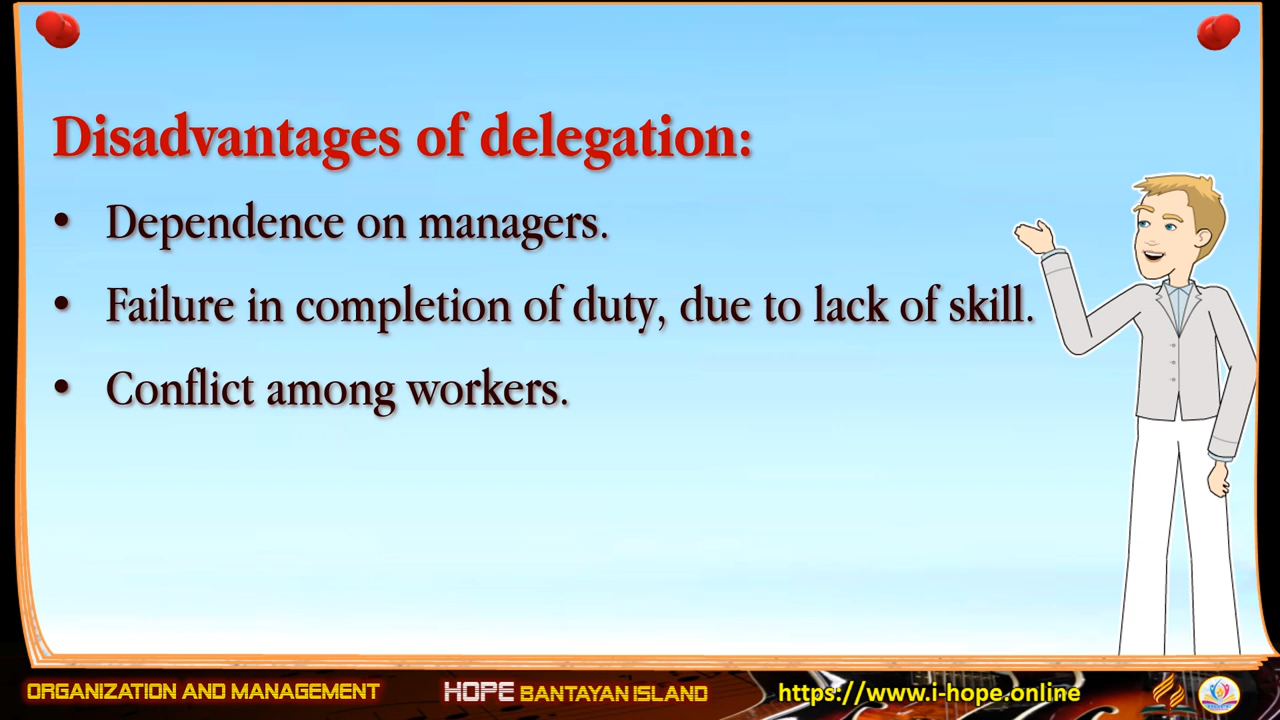 Disadvantages of delegation:
• Dependence on managers.
• Failure in completion of duty, due to lack of skill.
• Conflict among workers.
ORGANIZATION AND MANAGEMENT
HOPE BANTAYAN ISLAND
https://www.i-hope.online